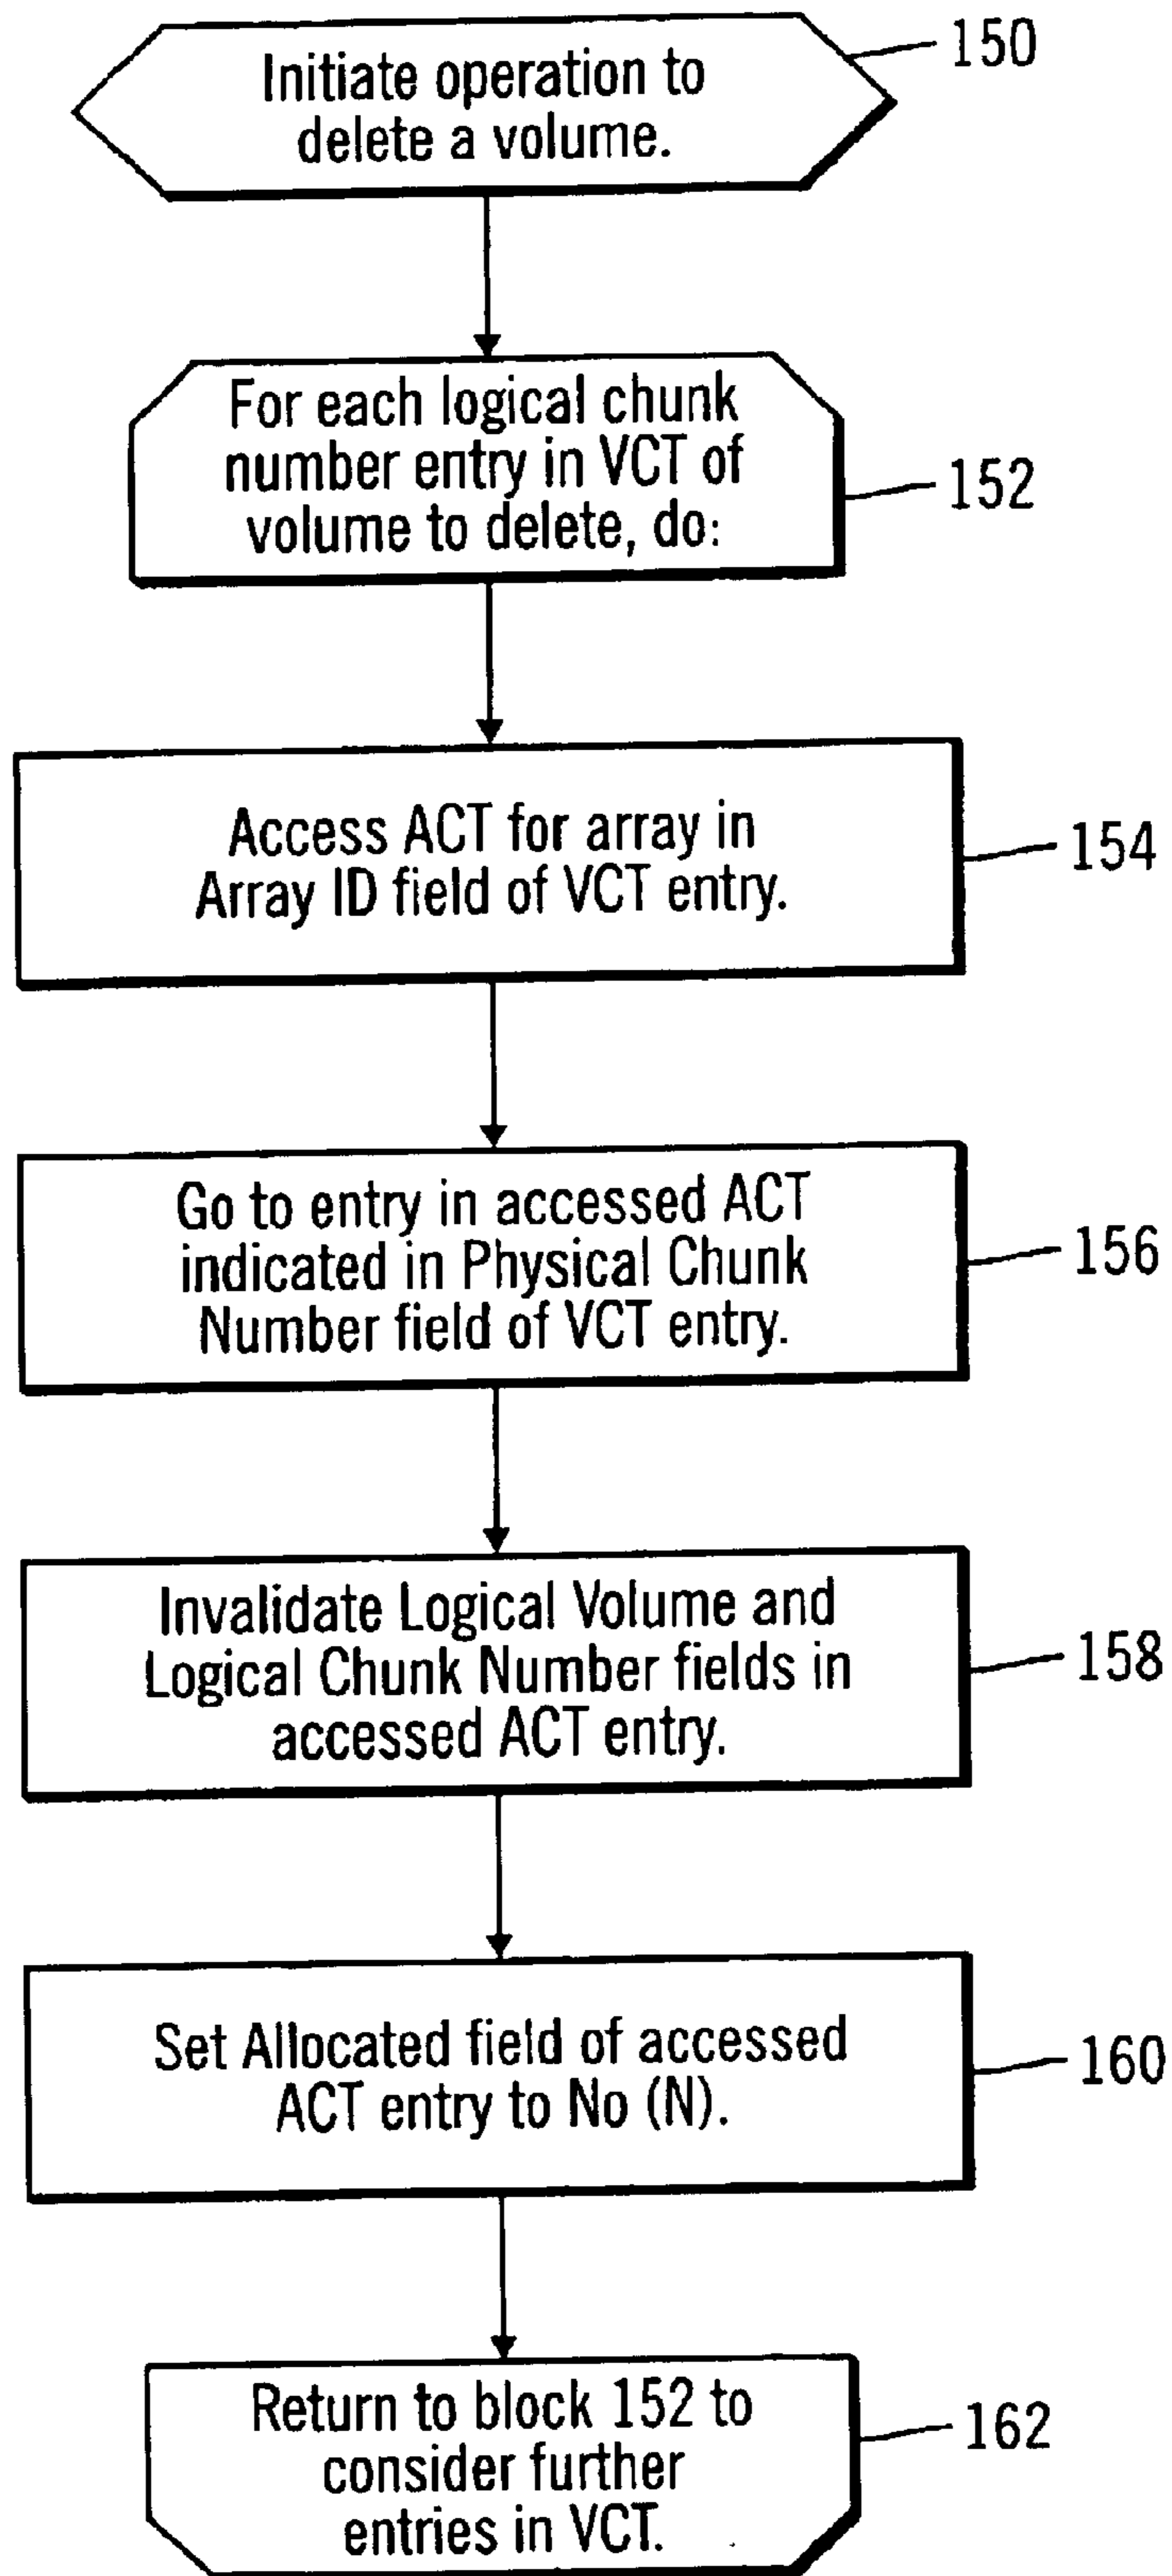 Initiate operation to
delete a volume.
150
For each logical chunk
number entry in VCT of
volume to delete, do:
152
Access ACT for array in
Array ID field of VCT entry.
154
Go to entry in accessed ACT
indicated in Physical Chunk
Number field of VCT entry.
156
Invalidate Logical Volume and
Logical Chunk Number fields in
accessed ACT entry.
158
Set Allocated field of accessed
ACT entry to No (N).
160
Return to block 152 to
consider further
entries in VCT.
162